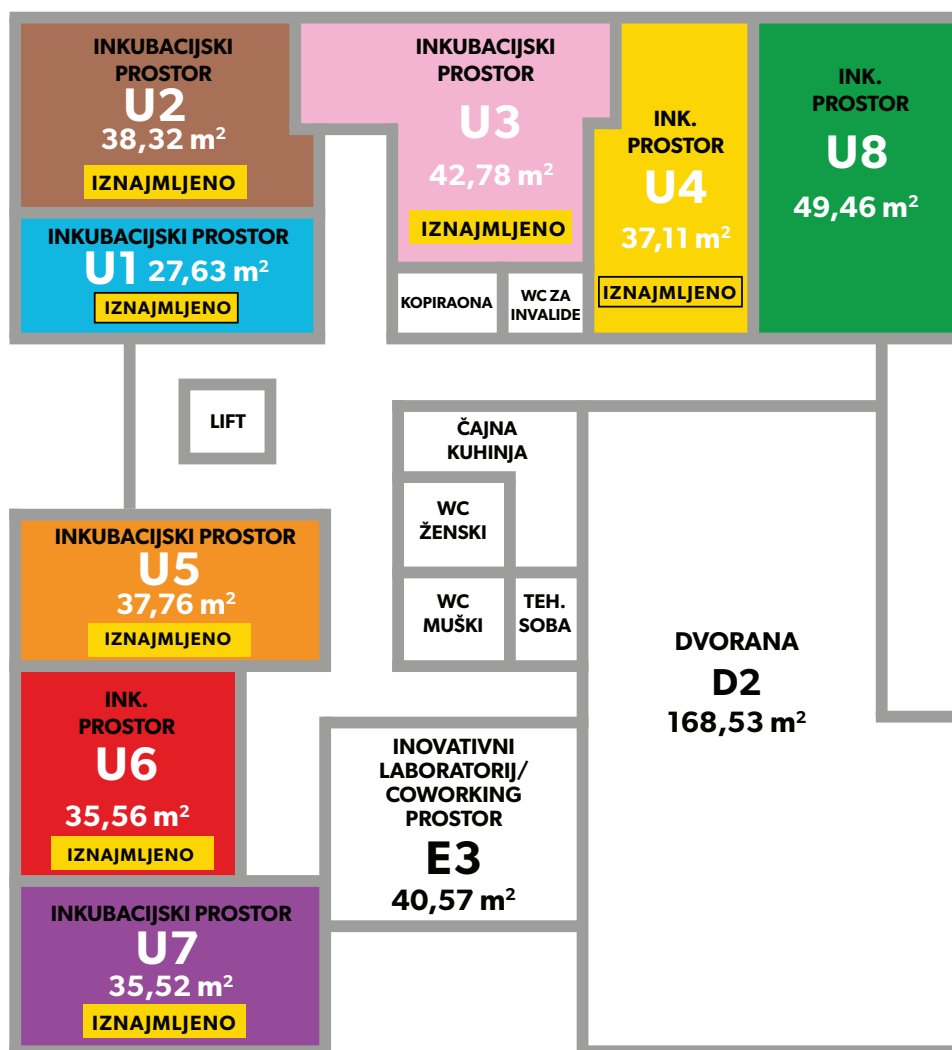 INKUBACIJSKI
PROSTOR
U2
38,32 m²
IZNAJMLJENO
INKUBACIJSKI
PROSTOR
U3
42,78 m²
IZNAJMLJENO
INK.
PROSTOR
U4
37,11 m²
IZNAJMLJENO
INK.
PROSTOR
U8
49,46 m²
INKUBACIJSKI PROSTOR
U1 27,63 m²
IZNAJMLJENO
KOPIRAONA
WC ZA
INVALIDE
LIFT
ČAJNA
KUHINJA
WC
ŽENSKI
WC
MUŠKI
TEH.
SOBA
INKUBACIJSKI PROSTOR
U5
37,76 m²
IZNAJMLJENO
DVORANA
D2
168,53 m²
INK.
PROSTOR
U6
35,56 m²
IZNAJMLJENO
INOVATIVNI
LABORATORIJ/
COWORKING
PROSTOR
E3
40,57 m²
INKUBACIJSKI PROSTOR
U7
35,52 m²
IZNAJMLJENO